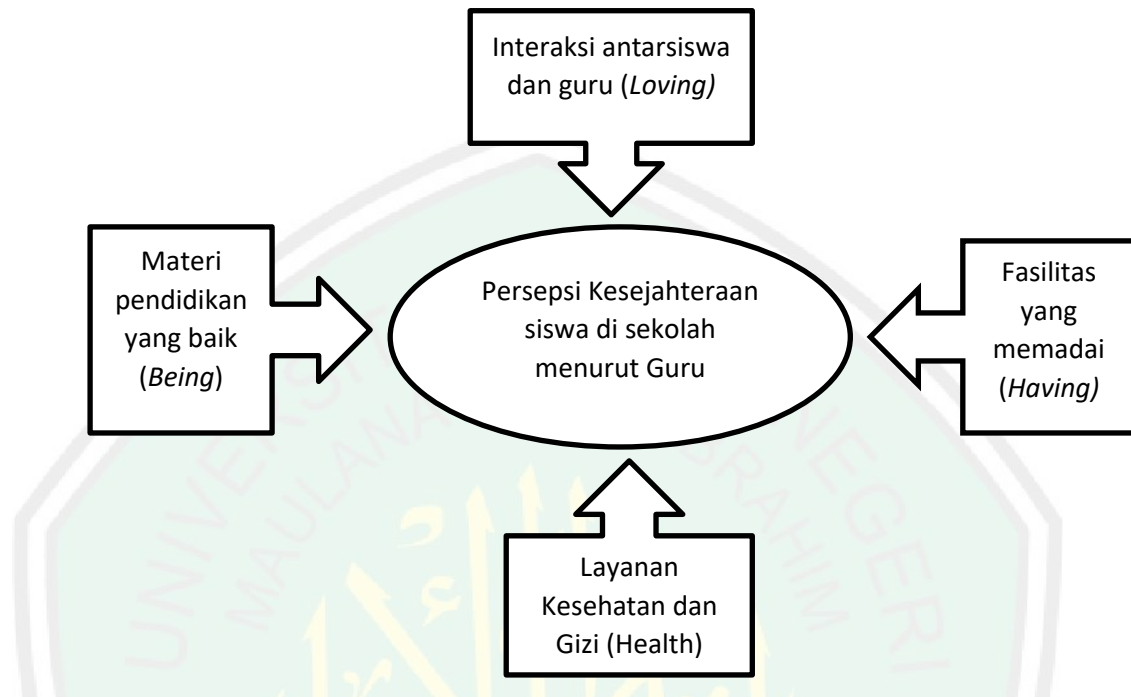 Interaksi antarsiswa
dan guru (Loving)
Materi
pendidikan
yang baik
(Being)
Persepsi Kesejahteraan
siswa di sekolah
menurut Guru
Fasilitas
yang
memadai
(Having)
Layanan
Kesehatan dan
Gizi (Health)